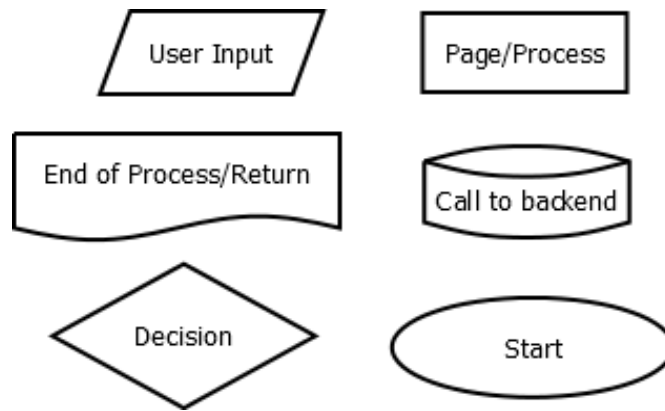 User Input
Page/Process
End of Process/Return
Call to backend
Decision
Start